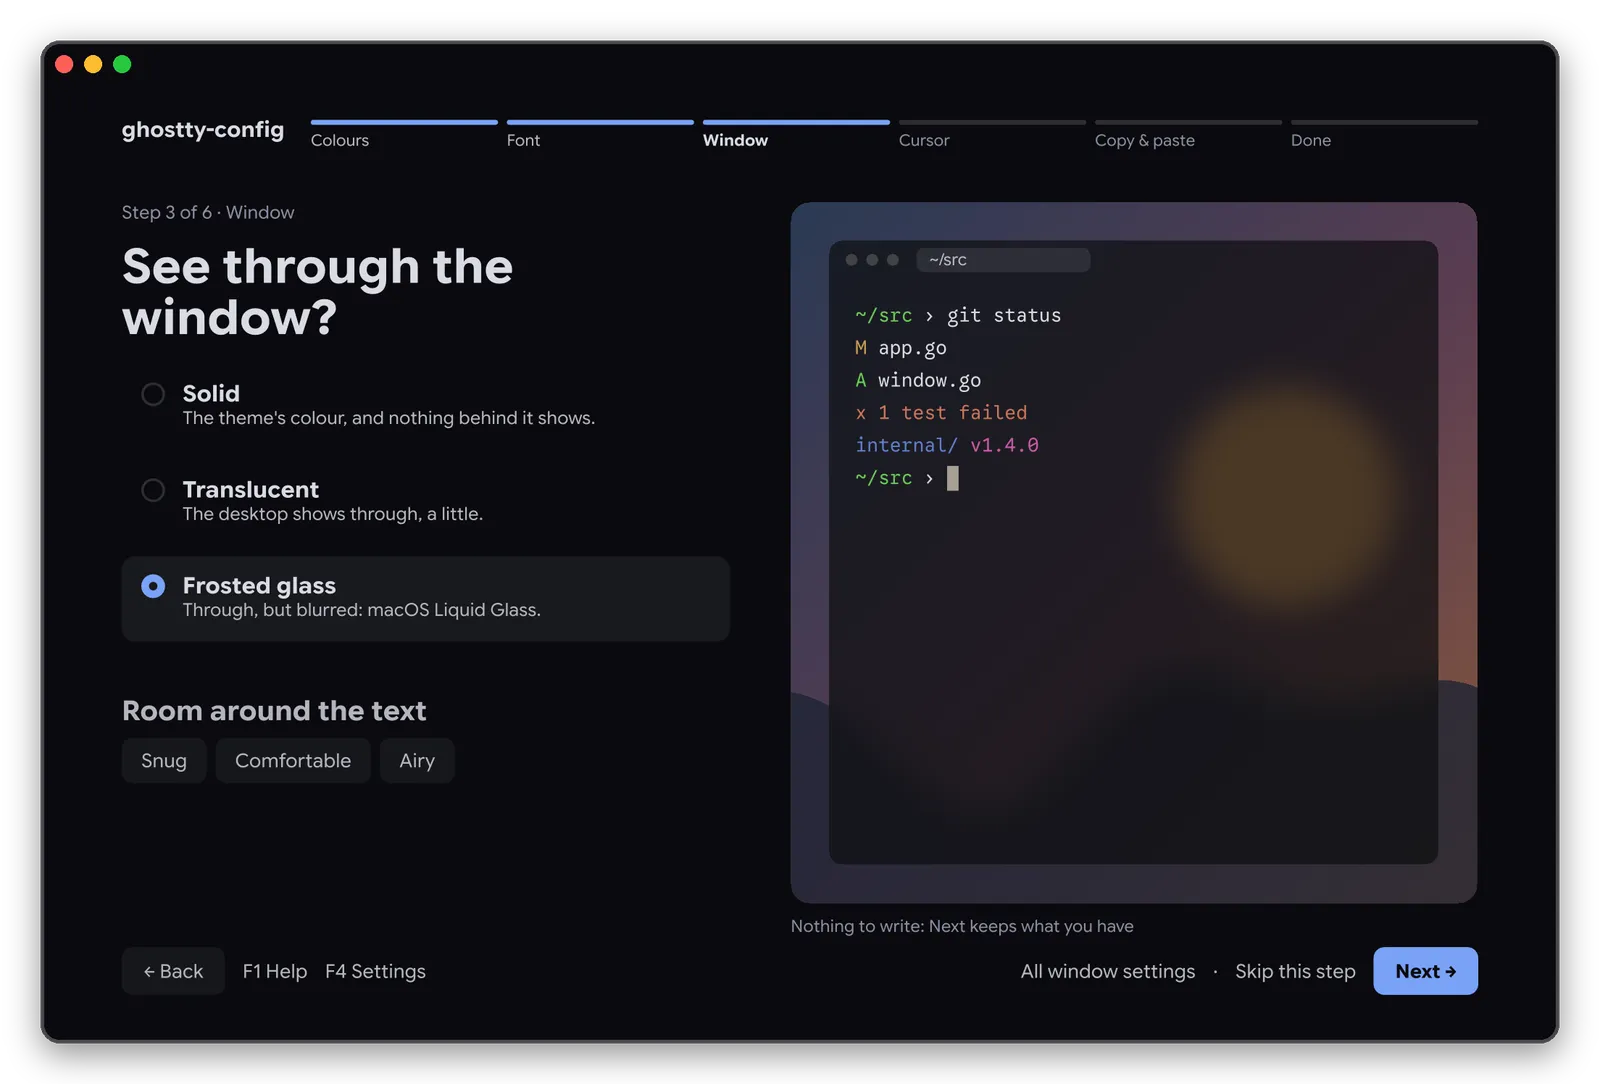 ghostty-config
Colours
Font
Window
Cursor
Copy & paste
Done
Step 3 of 6 · Window
See through the
window?
Solid
The theme's colour, and nothing behind it shows.
Translucent
The desktop shows through, a little.
Frosted glass
Through, but blurred: macOS Liquid Glass.
Room around the text
Snug
Comfortable
Airy
~/src
~/src › git status
M app.go
A window.go
x 1 test failed
internal/ v1.4.0
~/src ›
Nothing to write: Next keeps what you have
← Back
F1 Help
F4 Settings
All window settings · Skip this step
Next →